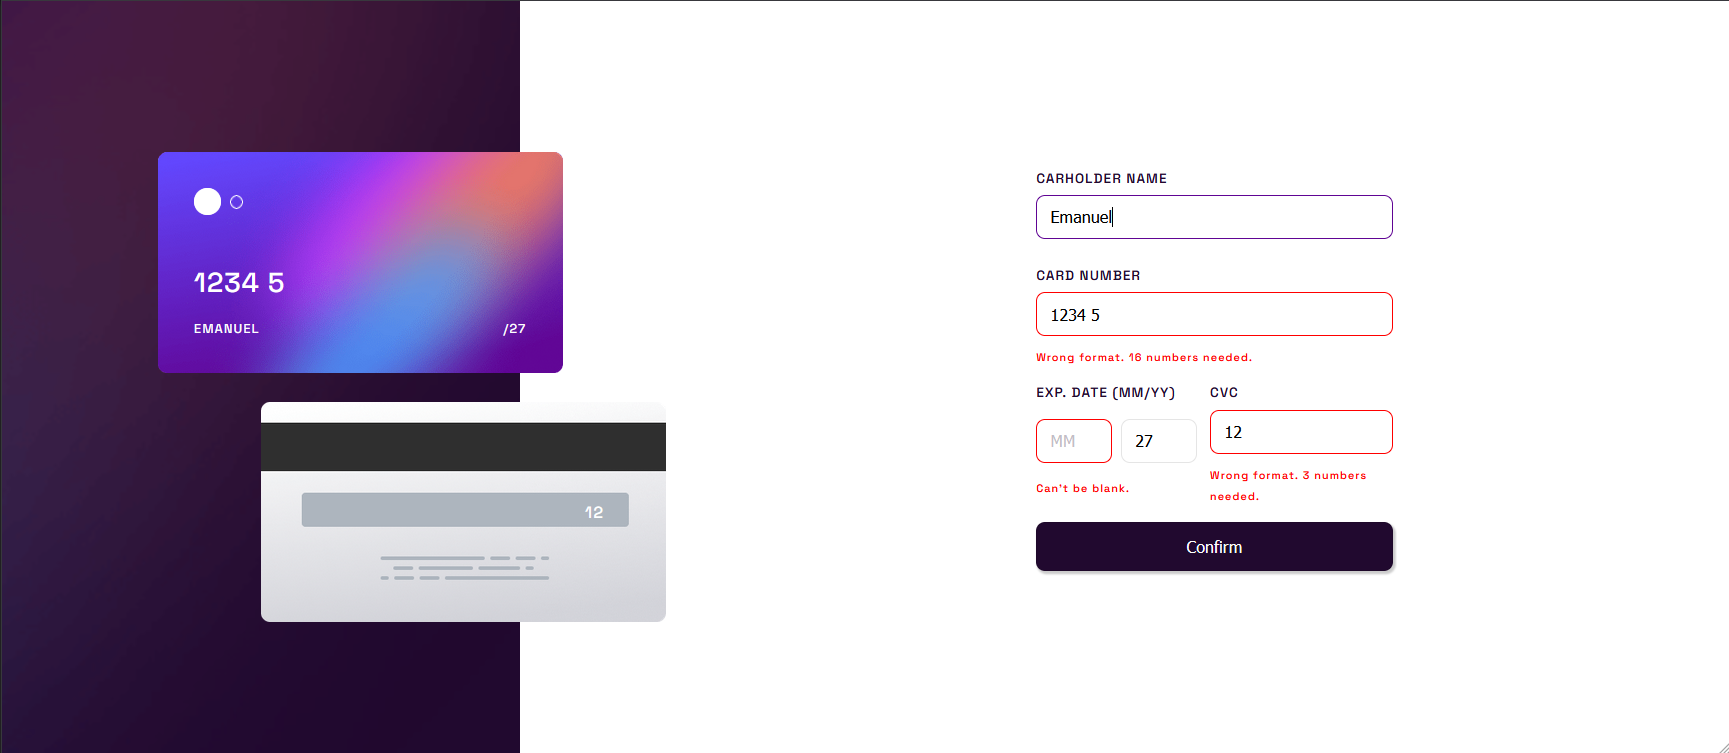 1234 5
EMANUEL /27
12
CARHOLDER NAME
Emanuel
CARD NUMBER
1234 5
Wrong format. 16 numbers needed.
EXP. DATE (MM/YY) CVC
MM 27 12
Can't be blank.
Wrong format. 3 numbers
needed.
Confirm